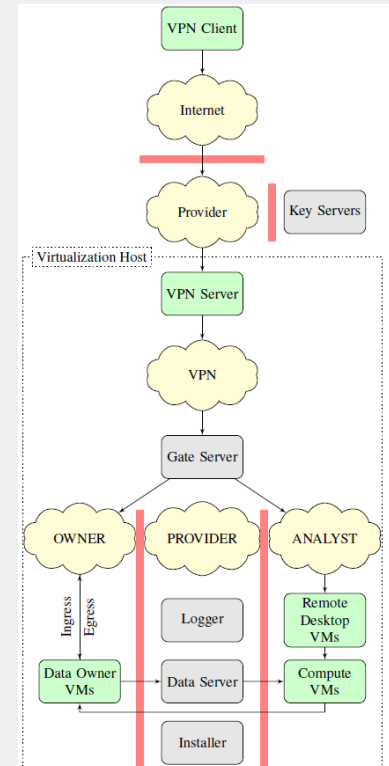 VPN Client
Internet
Provider
Key Servers
Virtualization Host
VPN Server
VPN
Gate Server
OWNER
PROVIDER
ANALYST
Ingress
Egress
Logger
Remote
Desktop
VMs
Data Owner
VMs
Data Server
Compute
VMs
Installer